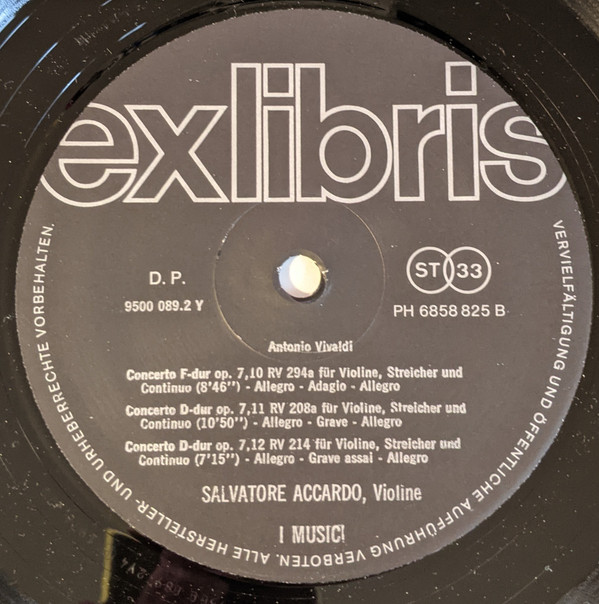 exlibris
D. P.
9500 089.2 Y
ST 33
PH 6858 825 B
Antonio Vivaldi
Concerto F-dur op. 7,10 RV 294a für Violine, Streicher und
Continuo (8'46'') - Allegro - Adagio - Allegro
Concerto D-dur op. 7,11 RV 208a für Violine, Streicher und
Continuo (10'50'') - Allegro - Grave - Allegro
Concerto D-dur op. 7,12 RV 214 für Violine, Streicher und
Continuo (7'15'') - Allegro - Grave assai - Allegro
SALVATORE ACCARDO, Violine
I MUSICI
VERVIELFÄLTIGUNG UND ÖFFENTLICHE AUFFÜHRUNG VERBOTEN. ALLE HERSTELLER- UND URHEBERRECHTE VORBEHALTEN.